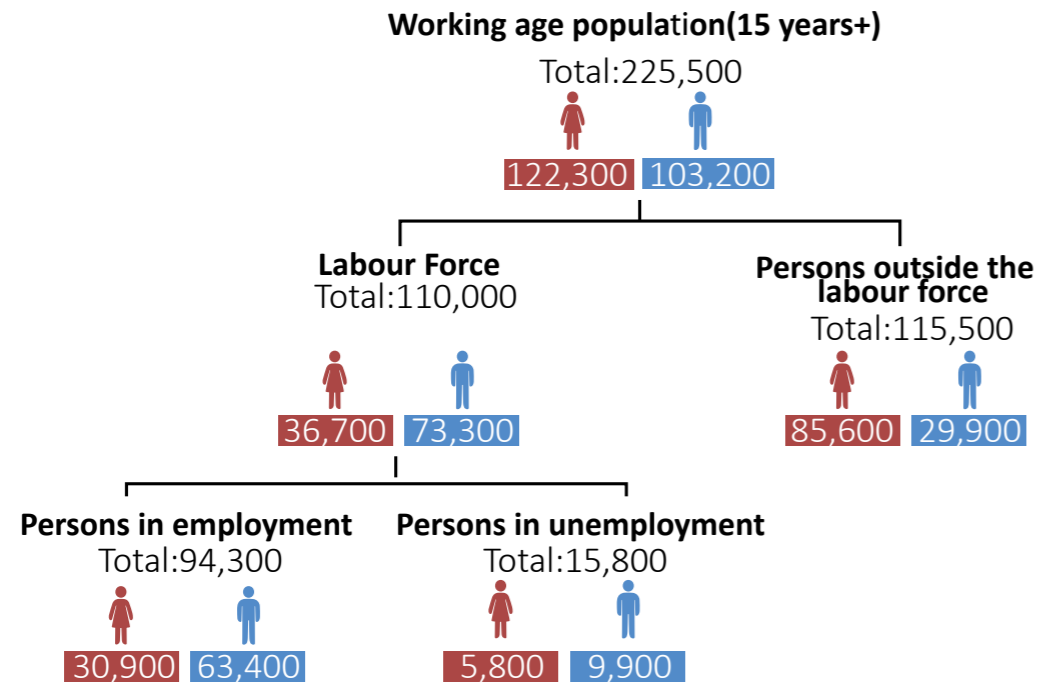 Working age population(15 years+)
Total:225,500
122,300 103,200
Labour Force
Total:110,000
36,700 73,300
Persons outside the
labour force
Total:115,500
85,600 29,900
Persons in employment
Total:94,300
30,900 63,400
Persons in unemployment
Total:15,800
5,800 9,900